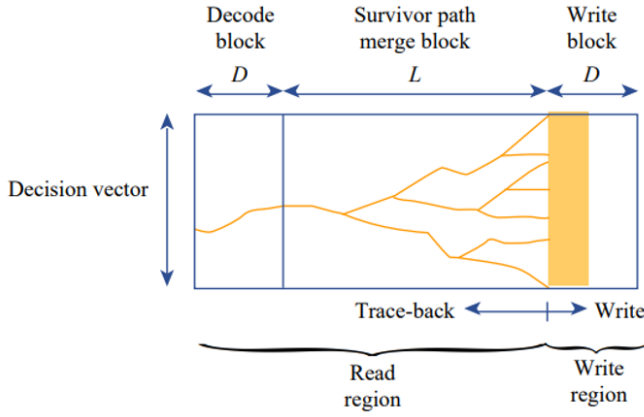 Decode block
D
Survivor path merge block
L
Write block
D
Decision vector
Trace-back
Write
Read region
Write region